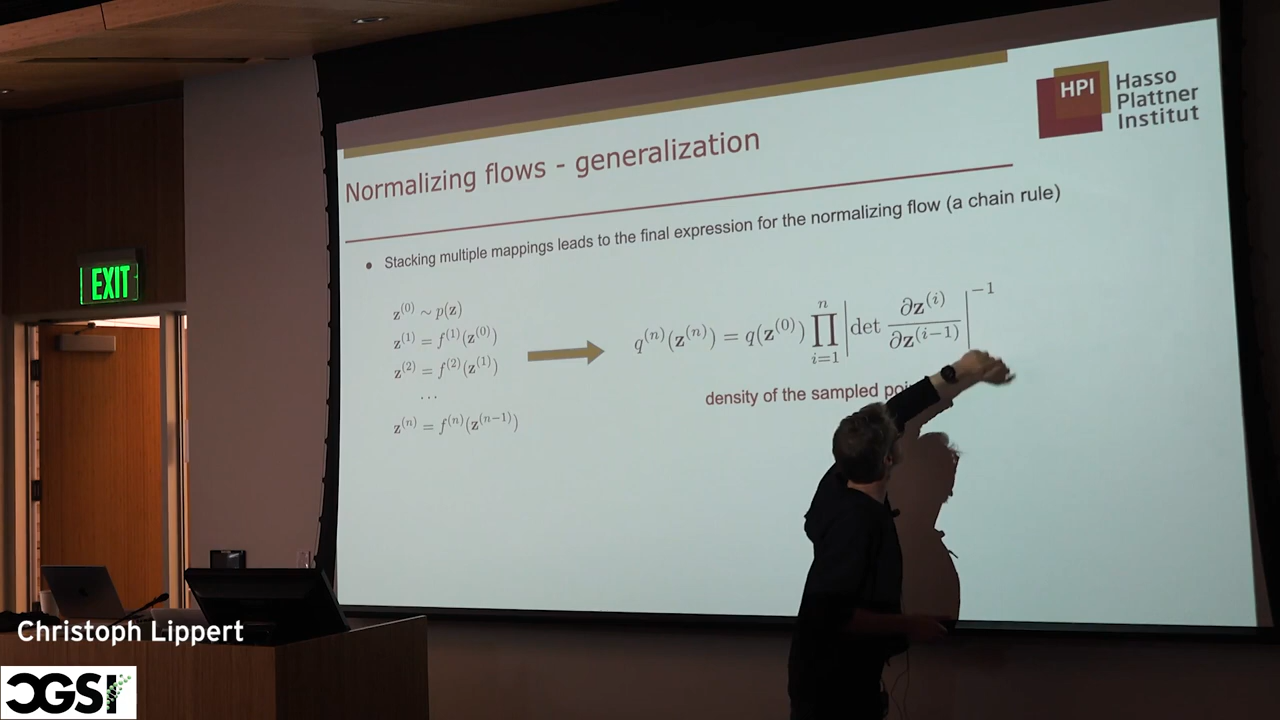 HPI Hasso
Plattner
Institut
Normalizing flows - generalization
● Stacking multiple mappings leads to the final expression for the normalizing flow (a chain rule)
z^(0) ∼ p(z)
z^(1) = f^(1)(z^(0))
z^(2) = f^(2)(z^(1))
...
z^(n) = f^(n)(z^(n−1))
q^(n)(z^(n)) = q(z^(0)) ∏_{i=1}^{n} |det ∂z^(i)/∂z^(i−1)|^−1
density of the sampled
EXIT
Christoph Lippert
CGSI